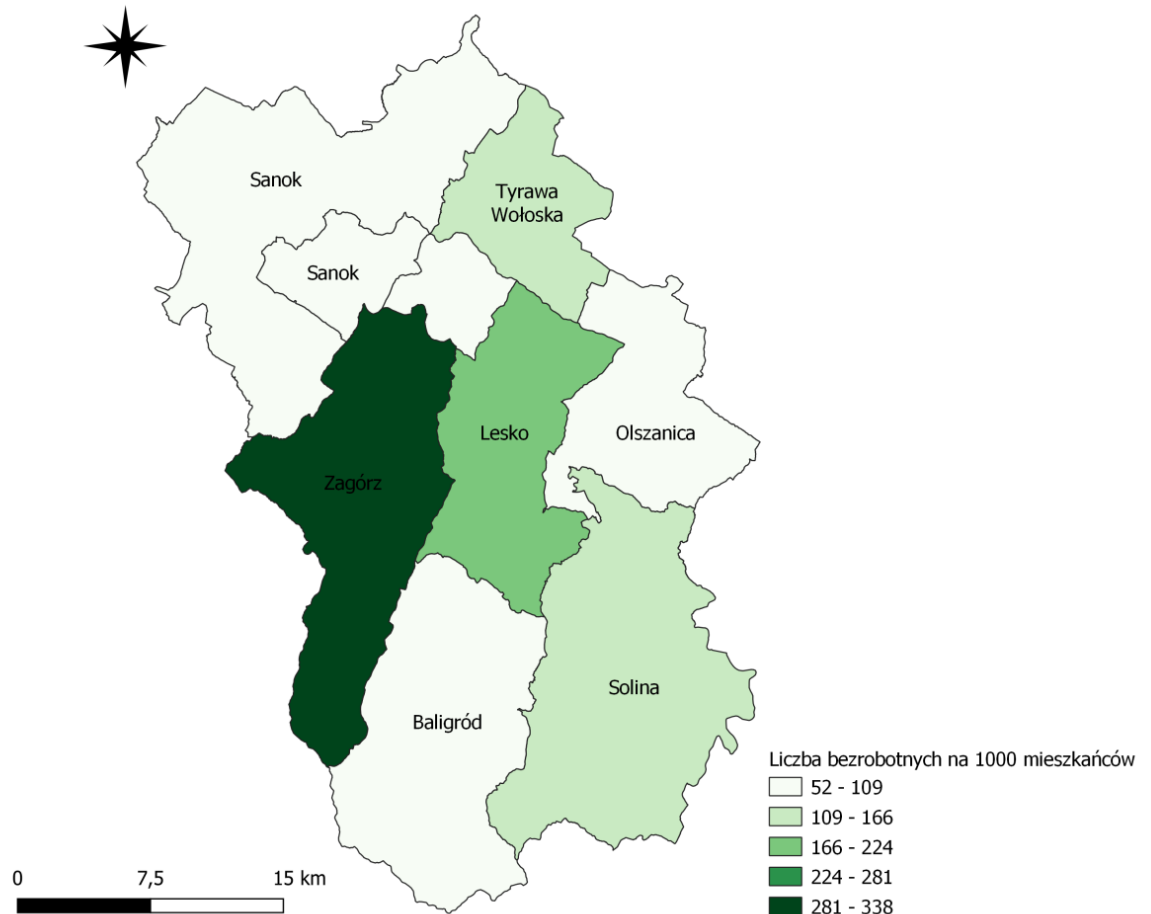 Sanok
Tyrawa
Wołoska
Sanok
Lesko
Olszanica
Zagórz
Solina
Baligród
Liczba bezrobotnych na 1000 mieszkańców
52 - 109
109 - 166
166 - 224
224 - 281
281 - 338
0 7,5 15 km